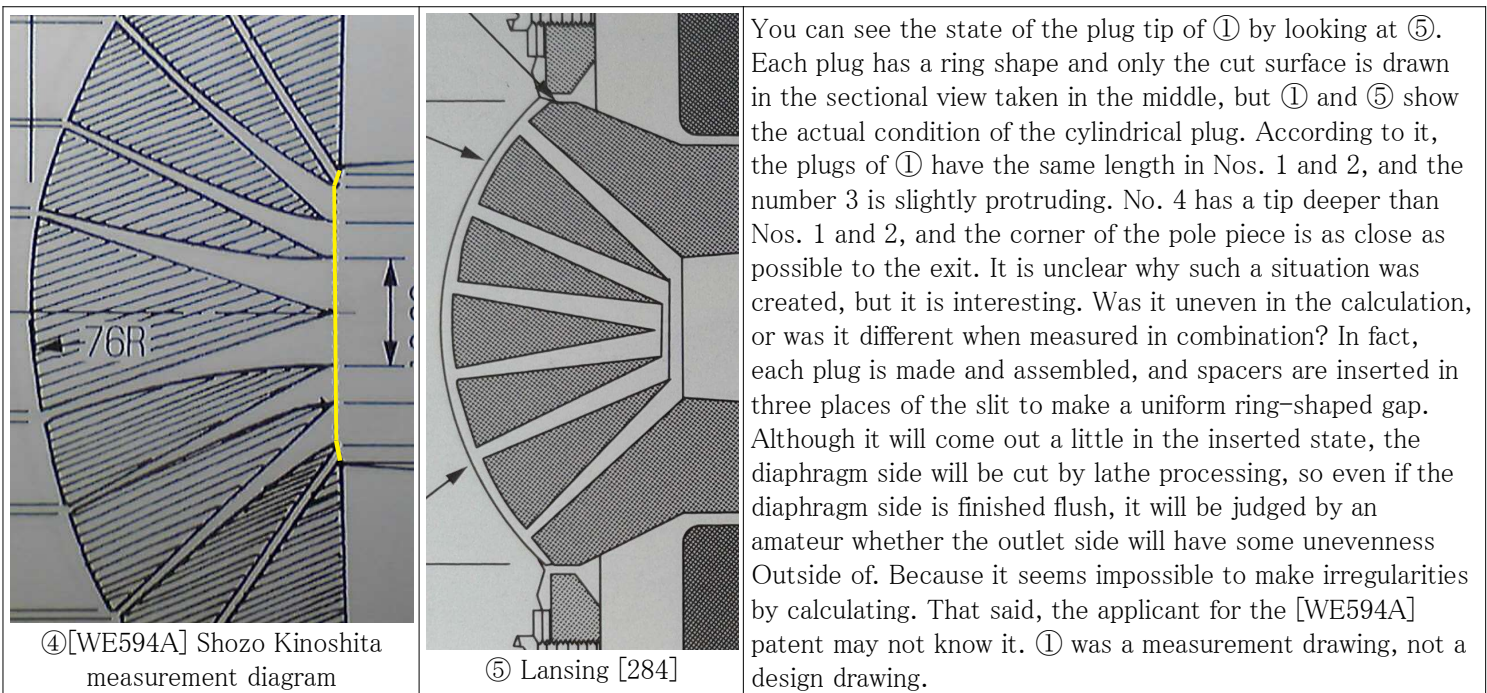 76R
④[WE594A] Shozo Kinoshita
measurement diagram
⑤ Lansing [284]
You can see the state of the plug tip of ① by looking at ⑤.
Each plug has a ring shape and only the cut surface is drawn
in the sectional view taken in the middle, but ① and ⑤ show
the actual condition of the cylindrical plug. According to it,
the plugs of ① have the same length in Nos. 1 and 2, and the
number 3 is slightly protruding. No. 4 has a tip deeper than
Nos. 1 and 2, and the corner of the pole piece is as close as
possible to the exit. It is unclear why such a situation was
created, but it is interesting. Was it uneven in the calculation,
or was it different when measured in combination? In fact,
each plug is made and assembled, and spacers are inserted in
three places of the slit to make a uniform ring-shaped gap.
Although it will come out a little in the inserted state, the
diaphragm side will be cut by lathe processing, so even if the
diaphragm side is finished flush, it will be judged by an
amateur whether the outlet side will have some unevenness
Outside of. Because it seems impossible to make irregularities
by calculating. That said, the applicant for the [WE594A]
patent may not know it. ① was a measurement drawing, not a
design drawing.